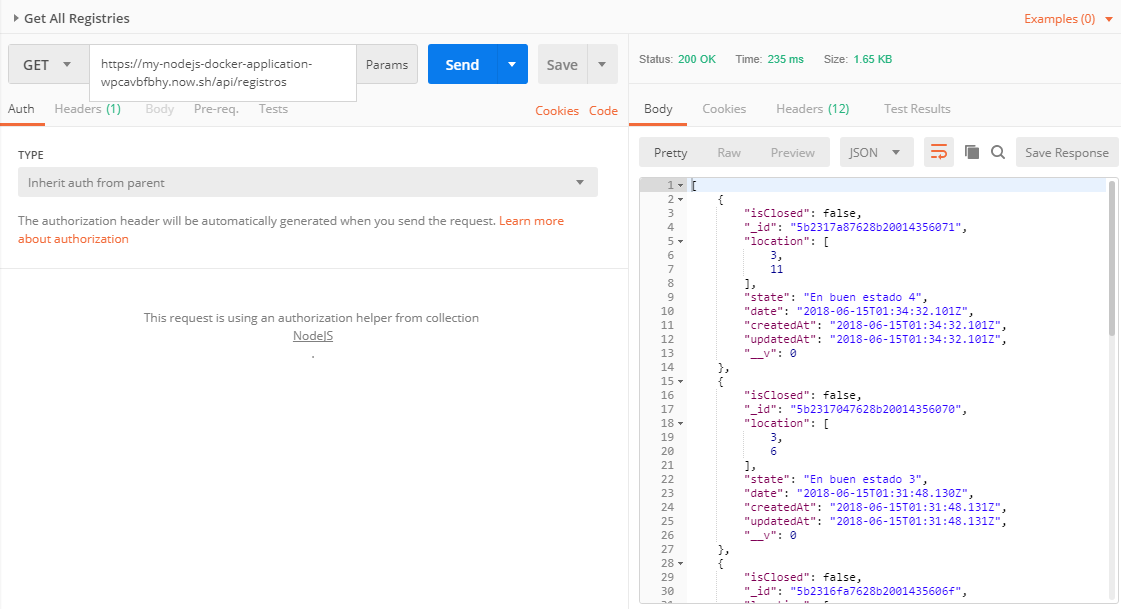 Get All Registries
Examples (0)
GET
https://my-nodejs-docker-application-
wpcavbfbhy.now.sh/api/registros
Params
Send
Save
Auth
Headers (1)
Body
Pre-req.
Tests
Cookies
Code
TYPE
Inherit auth from parent
The authorization header will be automatically generated when you send the request. Learn more
about authorization
This request is using an authorization helper from collection
NodeJS
.
Status: 200 OK
Time: 235 ms
Size: 1.65 KB
Body
Cookies
Headers (12)
Test Results
Pretty
Raw
Preview
JSON
Save Response
1 [
2 {
3 "isClosed": false,
4 "_id": "5b2317a87628b20014356071",
5 "location": [
6 3,
7 11
8 ],
9 "state": "En buen estado 4",
10 "date": "2018-06-15T01:34:32.101Z",
11 "createdAt": "2018-06-15T01:34:32.101Z",
12 "updatedAt": "2018-06-15T01:34:32.101Z",
13 "__v": 0
14 },
15 {
16 "isClosed": false,
17 "_id": "5b2317047628b20014356070",
18 "location": [
19 3,
20 6
21 ],
22 "state": "En buen estado 3",
23 "date": "2018-06-15T01:31:48.130Z",
24 "createdAt": "2018-06-15T01:31:48.131Z",
25 "updatedAt": "2018-06-15T01:31:48.131Z",
26 "__v": 0
27 },
28 {
29 "isClosed": false,
30 "_id": "5b2316fa7628b2001435606f",